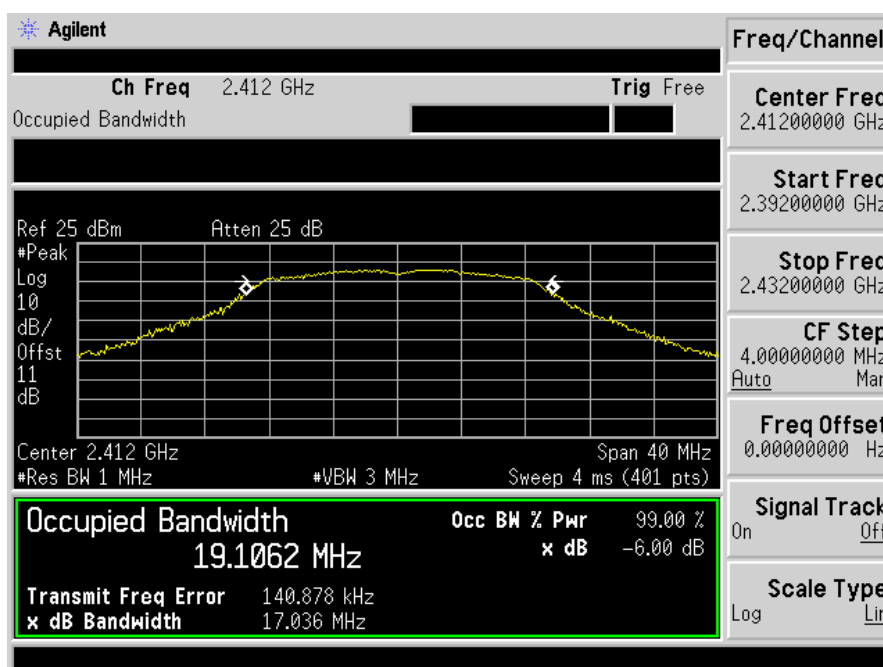 Agilent
Freq/Channel
Ch Freq 2.412 GHz Trig Free
Occupied Bandwidth
Center Freq
2.41200000 GHz
Start Freq
2.39200000 GHz
Stop Freq
2.43200000 GHz
CF Step
4.00000000 MHz
Auto Man
Freq Offset
0.00000000 Hz
Signal Track
On Off
Scale Type
Log Lin
Ref 25 dBm Atten 25 dB
#Peak
Log
10
dB/
Offst
11
dB
Center 2.412 GHz Span 40 MHz
#Res BW 1 MHz #VBW 3 MHz Sweep 4 ms (401 pts)
Occupied Bandwidth
19.1062 MHz
Occ BW % Pwr 99.00 %
x dB -6.00 dB
Transmit Freq Error 140.878 kHz
x dB Bandwidth 17.036 MHz